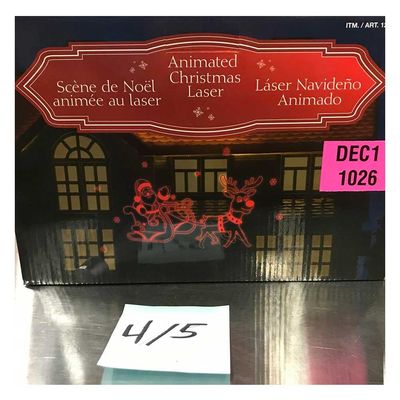 ITM. / ART. 1
Scène de Noël
animée au laser
Animated
Christmas
Laser
Láser Navideño
Animado
DEC1
1026
4/5